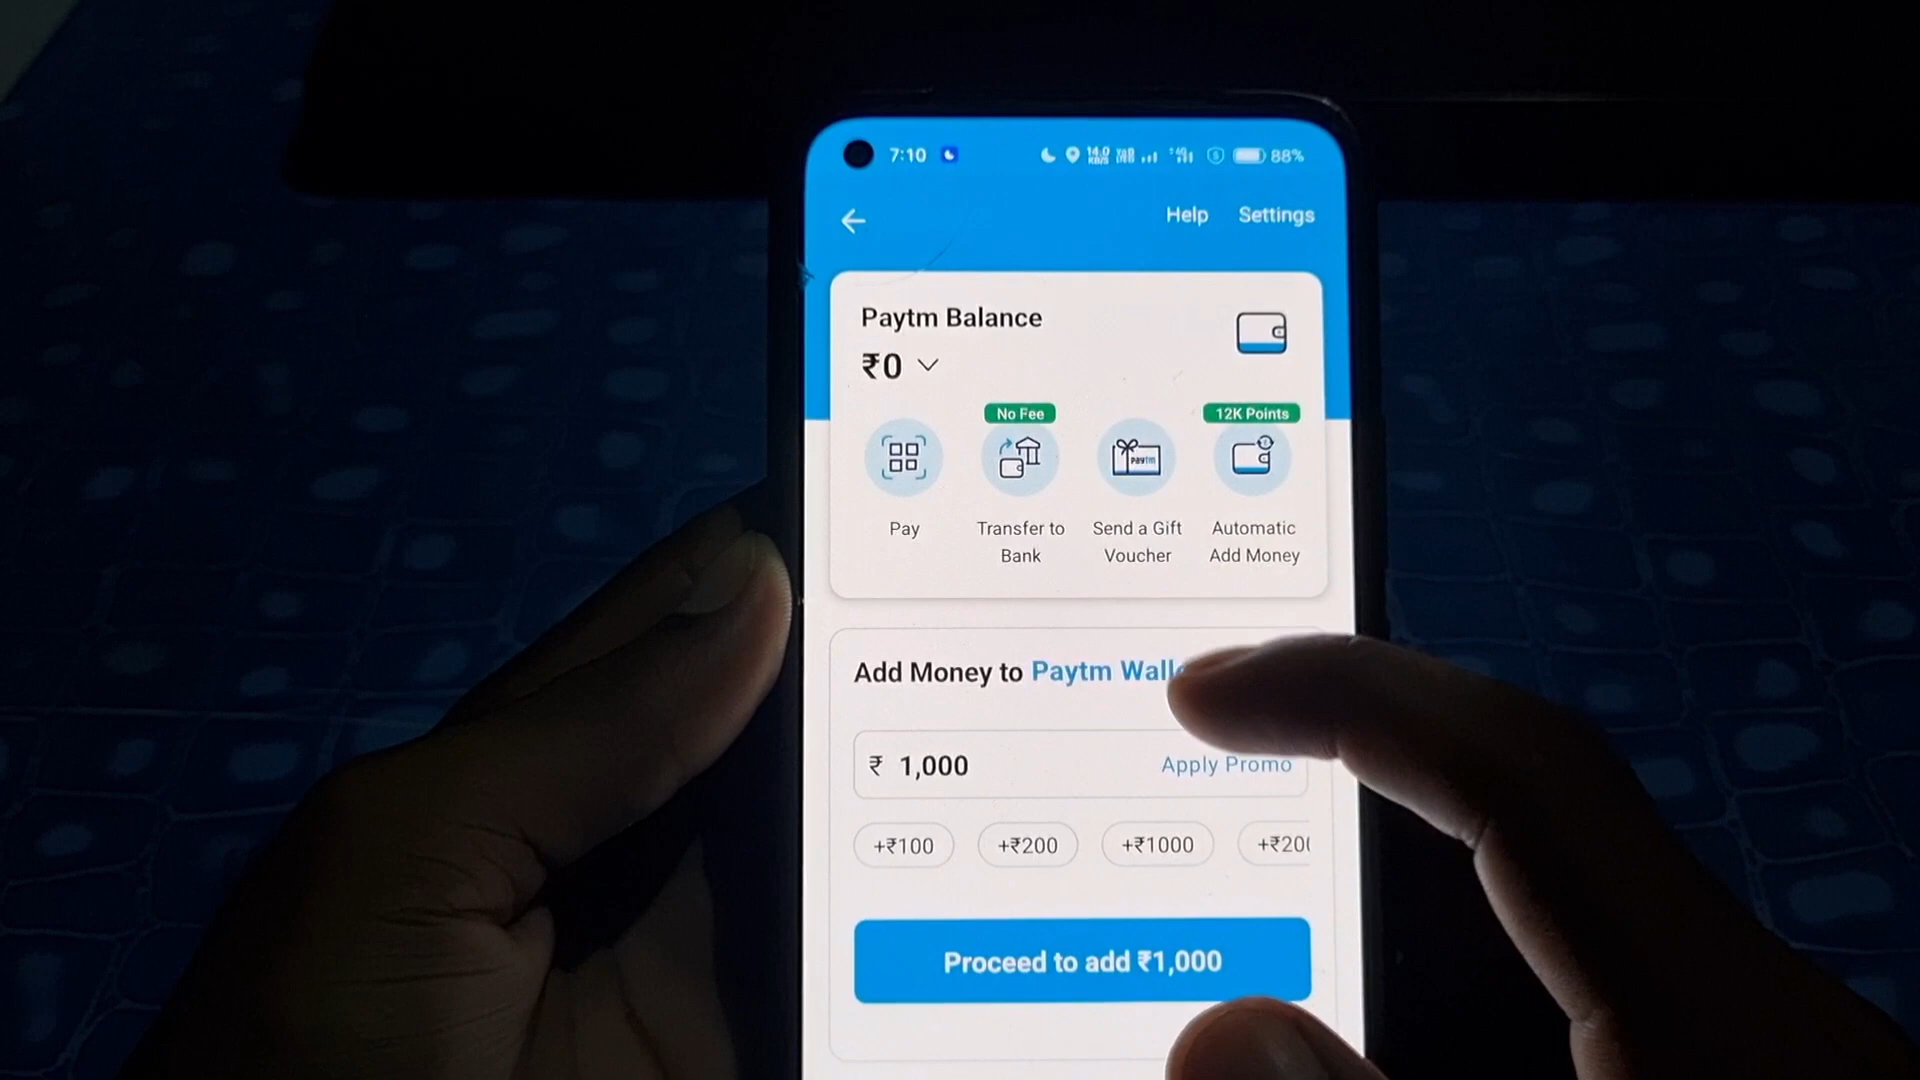 7:10 88%
Help Settings
Paytm Balance
₹0
No Fee 12K Points
Pay
Transfer to Bank
Send a Gift Voucher
Automatic Add Money
Add Money to Paytm
₹ 1,000 Apply Promo
+₹100 +₹200 +₹1000
Proceed to add ₹1,000